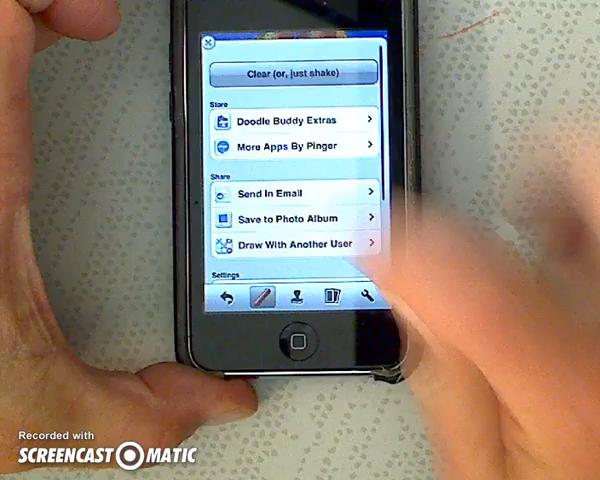 Clear (or, just shake)
Store
Doodle Buddy Extras
More Apps By Pinger
Share
Send In Email
Save to Photo Album
Draw With Another User
Settings
Recorded with
SCREENCAST-O-MATIC